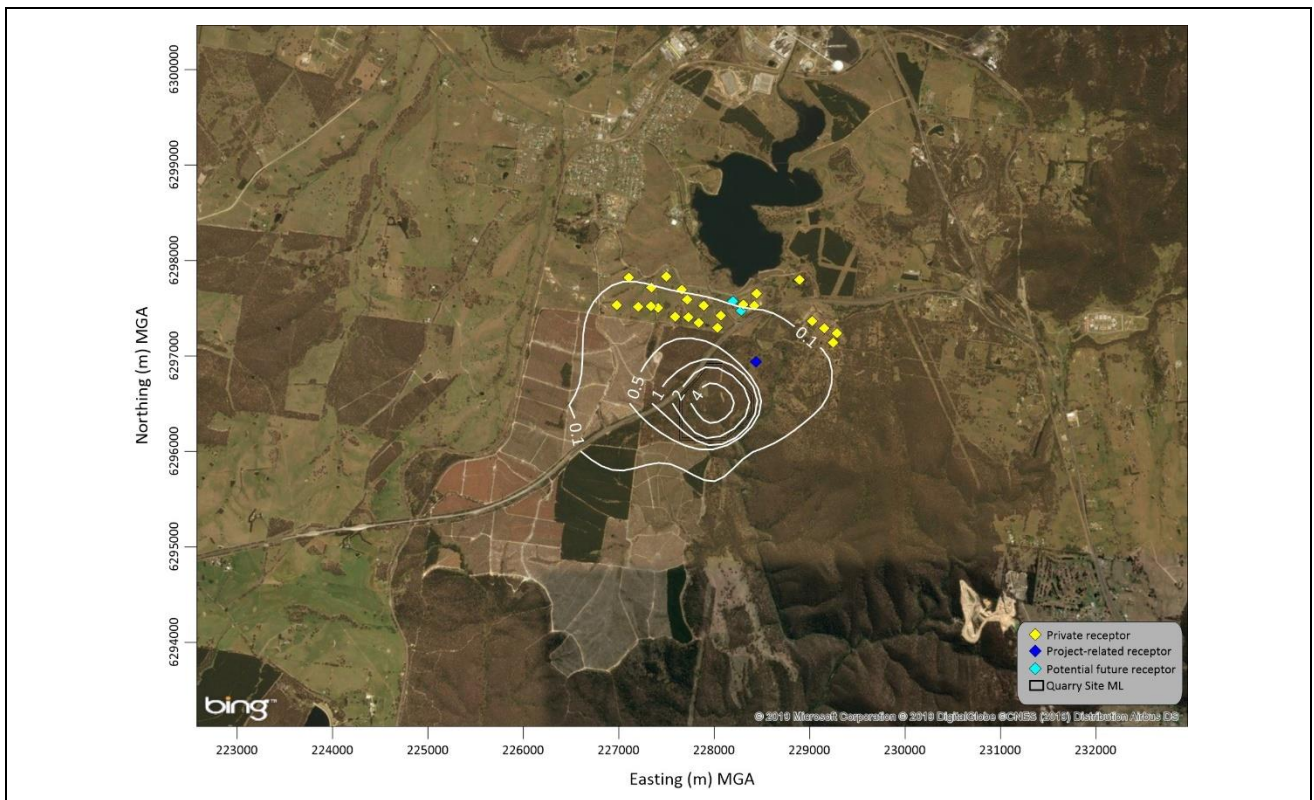 6300000
6299000
6298000
6297000
6296000
6295000
6294000
Northing (m) MGA
0.1
0.5
1
2
4
0.1
Private receptor
Project-related receptor
Potential future receptor
Quarry Site ML
bing™
© 2019 Microsoft Corporation © 2019 DigitalGlobe ©CNES (2019) Distribution Airbus DS
223000 224000 225000 226000 227000 228000 229000 230000 231000 232000
Easting (m) MGA